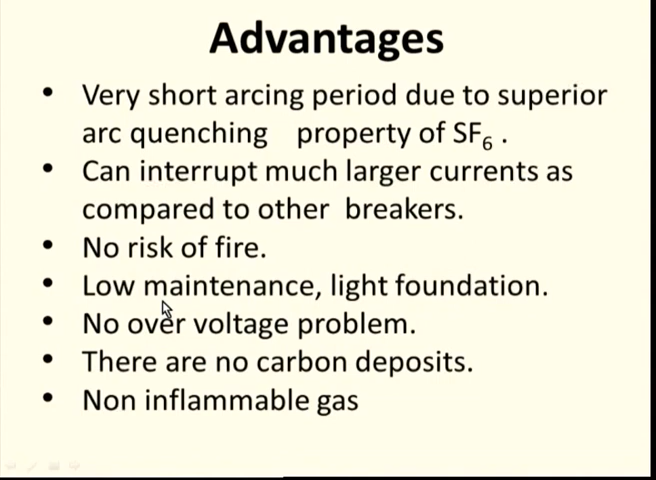 Advantages
• Very short arcing period due to superior
arc quenching property of SF₆ .
• Can interrupt much larger currents as
compared to other breakers.
• No risk of fire.
• Low maintenance, light foundation.
• No over voltage problem.
• There are no carbon deposits.
• Non inflammable gas